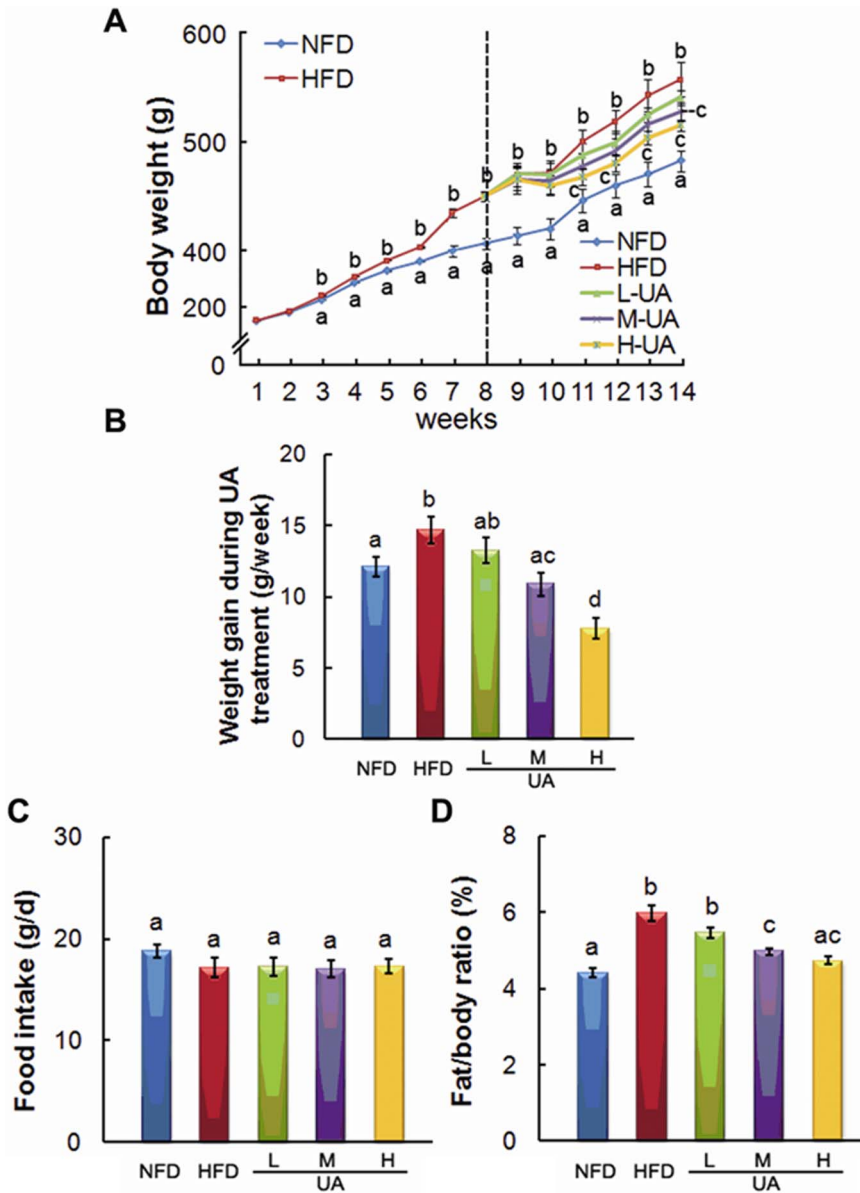 A
600
NFD
HFD
500
400
200
0
Body weight (g)
b b b b b b b b b b b b
a a a a a a a a a a a a
c c c c
c
NFD
HFD
L-UA
M-UA
H-UA
1 2 3 4 5 6 7 8 9 10 11 12 13 14
weeks
B
20
15
10
5
0
Weight gain during UA
treatment (g/week)
a b ab ac d
NFD HFD L M H
UA
C
30
20
10
0
Food intake (g/d)
a a a a a
NFD HFD L M H
UA
D
8
6
4
2
0
Fat/body ratio (%)
a b b c ac
NFD HFD L M H
UA